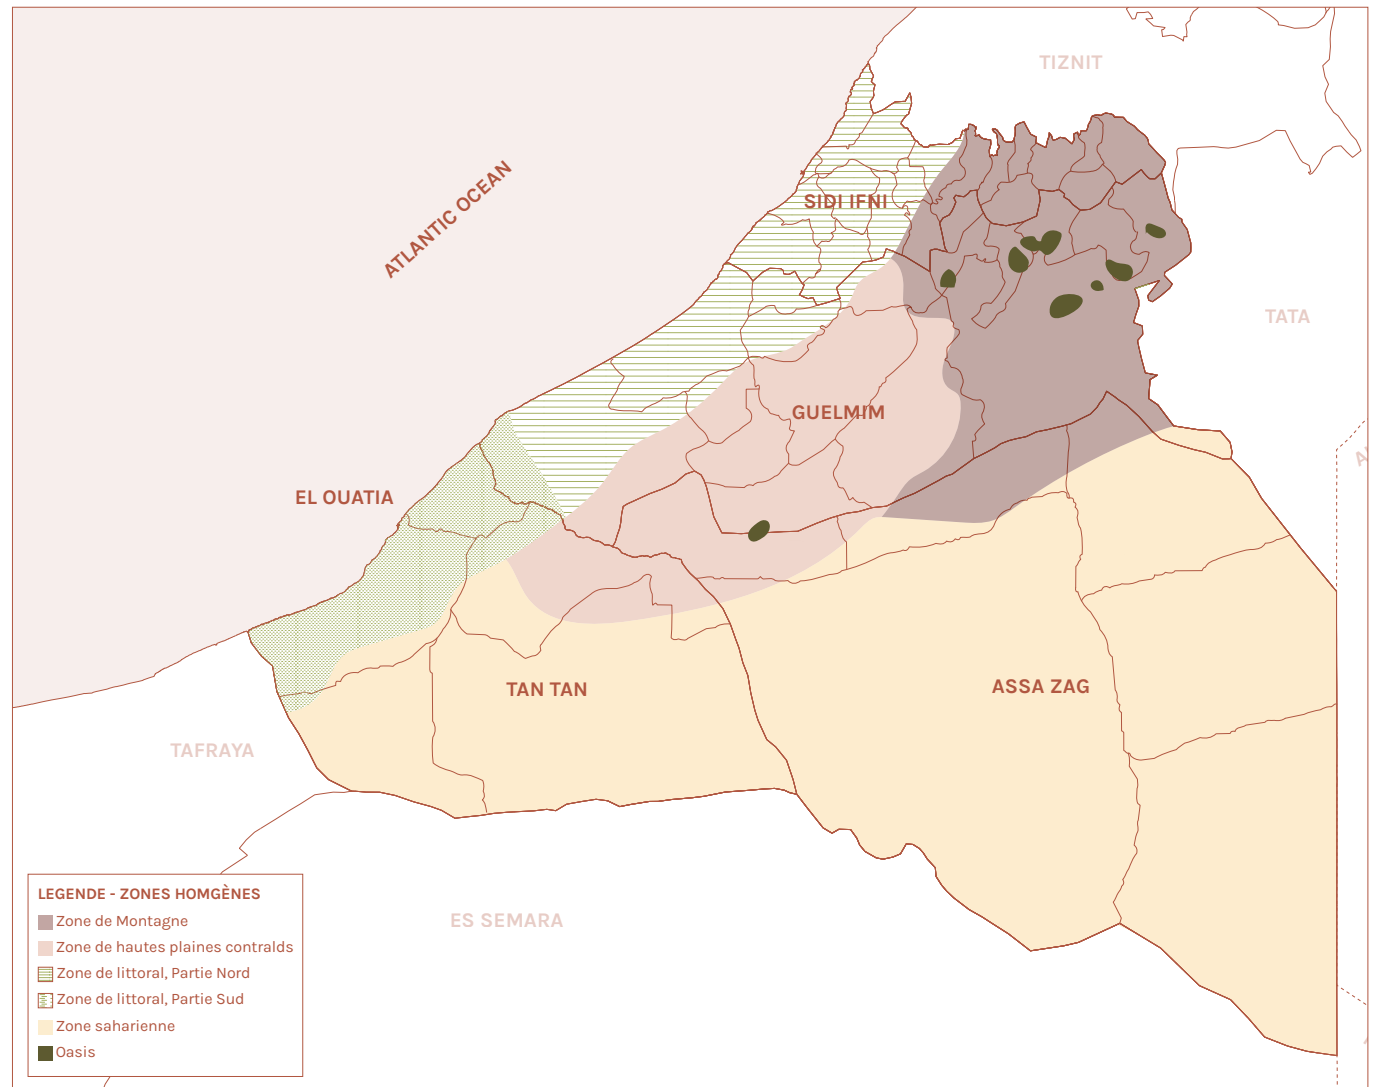 TIZNIT
ATLANTIC OCEAN
SIDI IFNI
TATA
GUELMIM
EL OUATIA
TAN TAN
ASSA ZAG
TAFRAYA
ES SEMARA
LEGENDE - ZONES HOMGÈNES
Zone de Montagne
Zone de hautes plaines contralds
Zone de littoral, Partie Nord
Zone de littoral, Partie Sud
Zone saharienne
Oasis